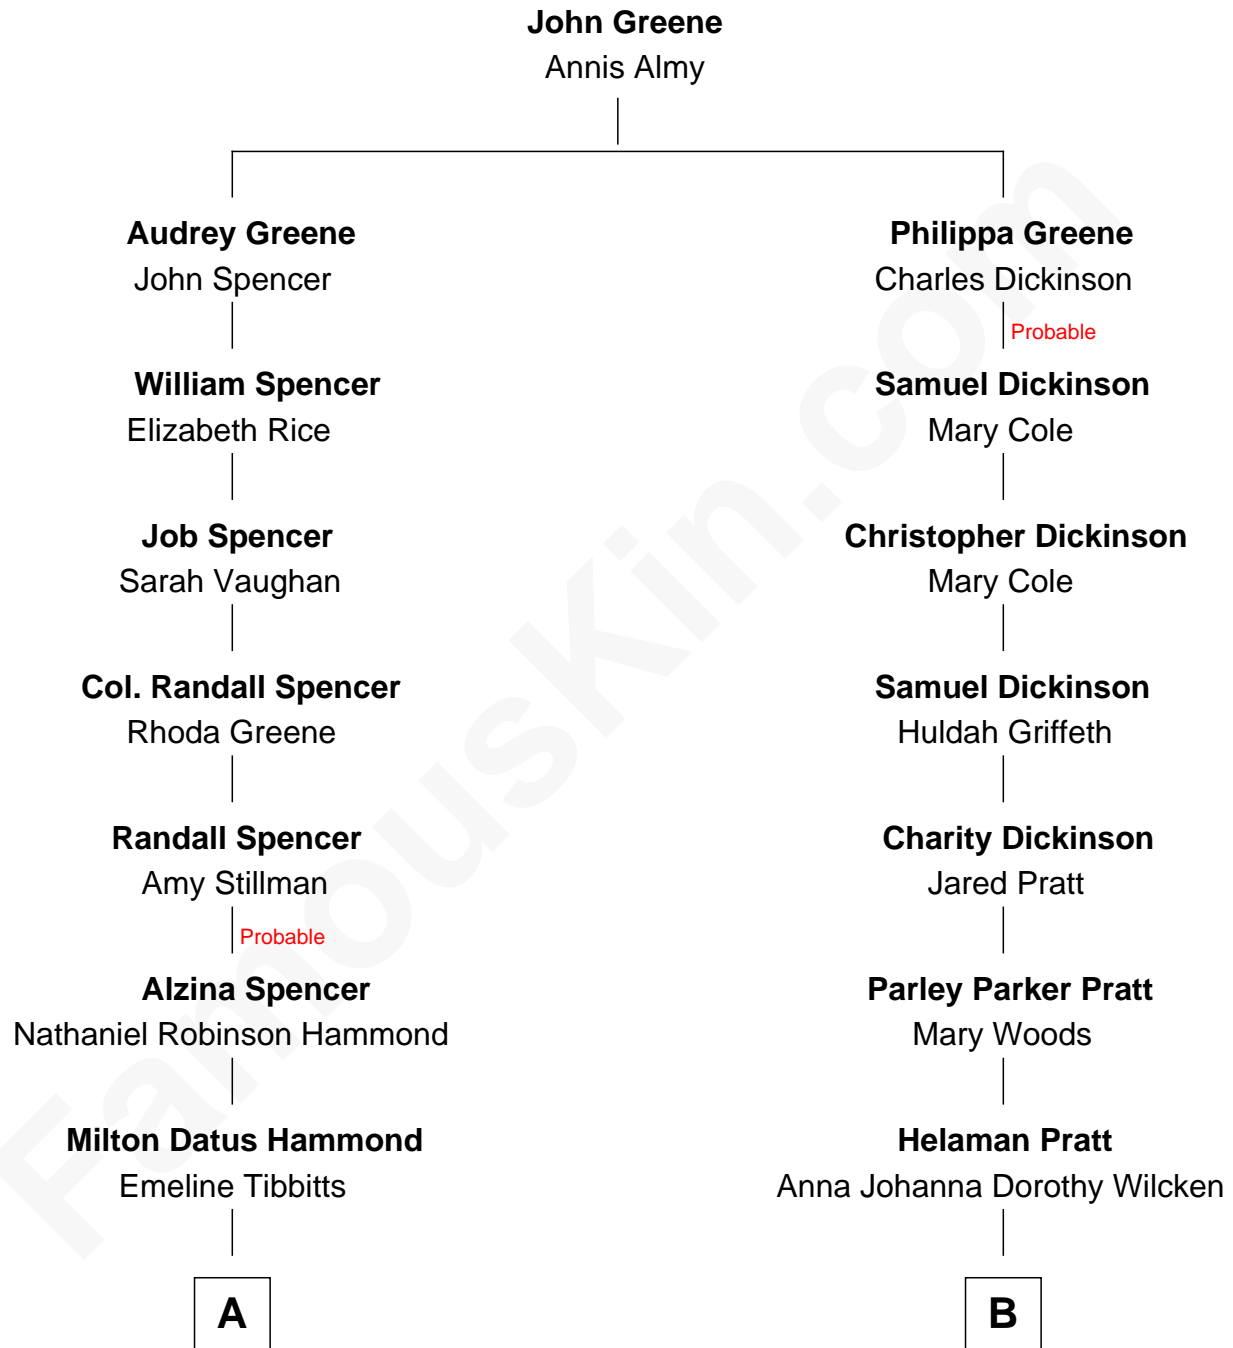 John Greene
Annis Almy
Audrey Greene
John Spencer
Philippa Greene
Charles Dickinson
Probable
William Spencer
Elizabeth Rice
Samuel Dickinson
Mary Cole
Job Spencer
Sarah Vaughan
Christopher Dickinson
Mary Cole
Col. Randall Spencer
Rhoda Greene
Samuel Dickinson
Huldah Griffeth
Randall Spencer
Amy Stillman
Probable
Charity Dickinson
Jared Pratt
Alzina Spencer
Nathaniel Robinson Hammond
Parley Parker Pratt
Mary Woods
Milton Datus Hammond
Emeline Tibbitts
Helaman Pratt
Anna Johanna Dorothy Wilcken
A
B
FamousKin.com